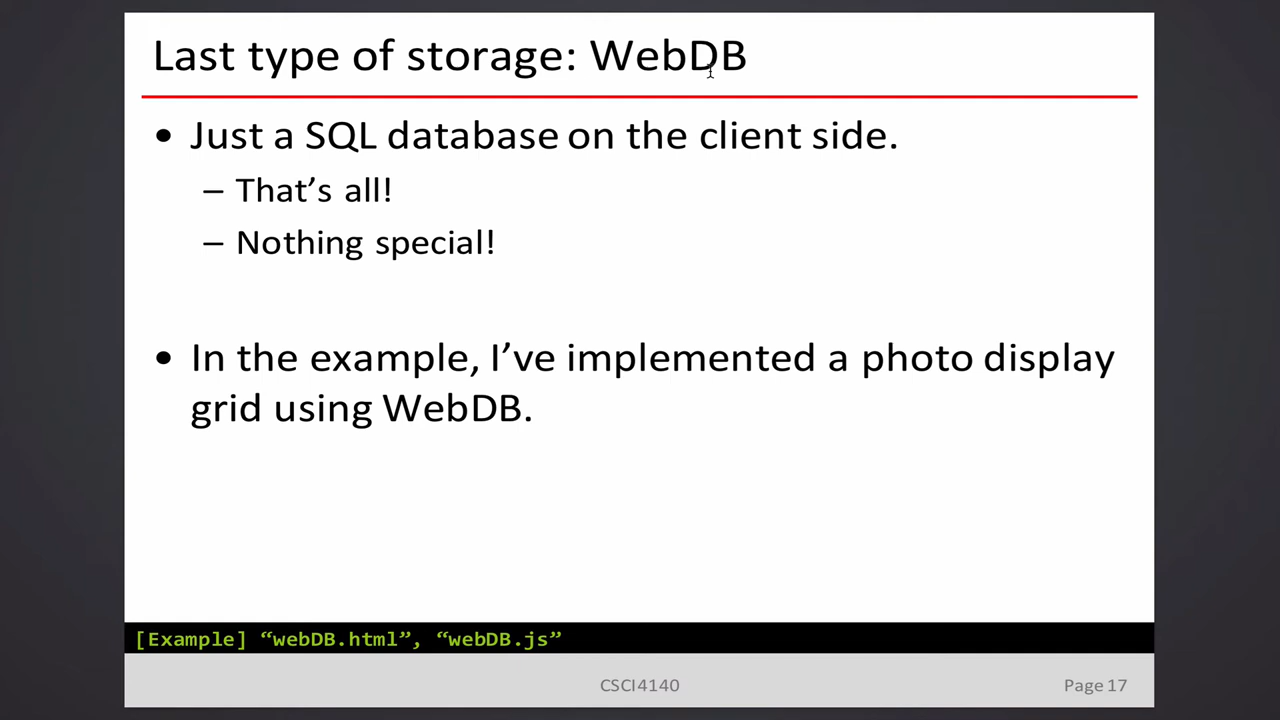 Last type of storage: WebDB
• Just a SQL database on the client side.
– That’s all!
– Nothing special!
• In the example, I’ve implemented a photo display
grid using WebDB.
[Example] “webDB.html”, “webDB.js”
CSCI4140
Page 17